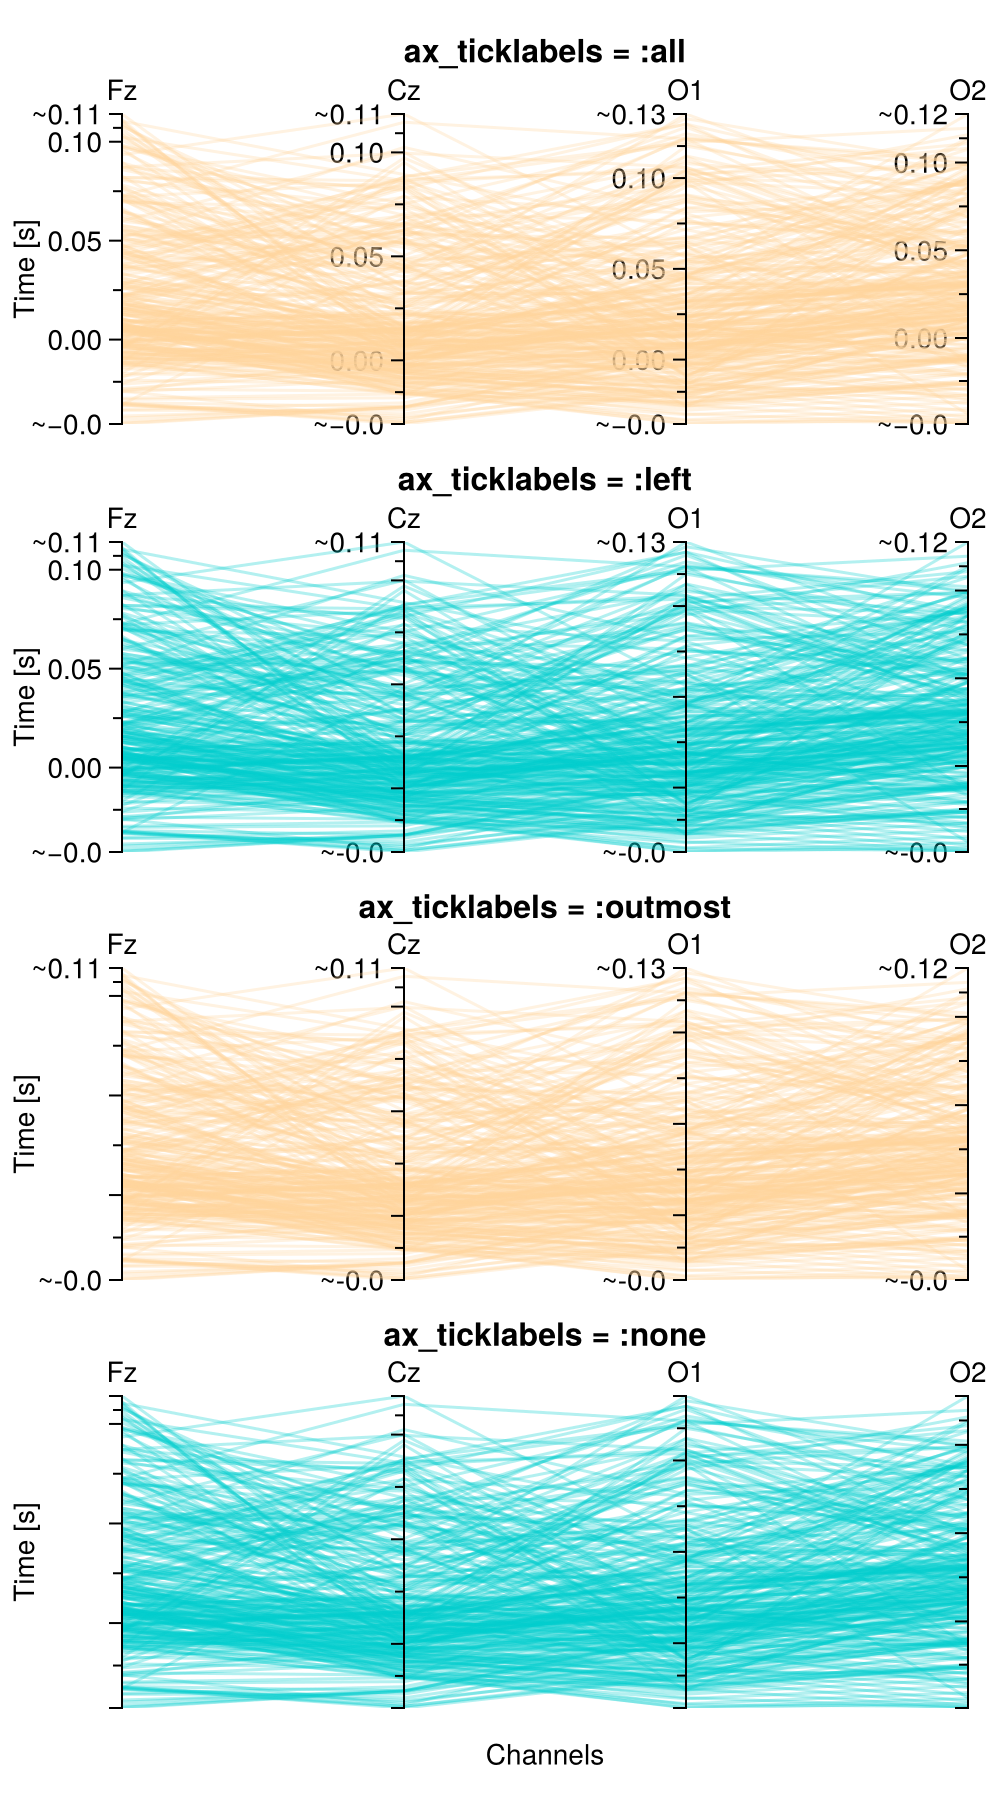 ax_ticklabels = :all
Fz Cz O1 O2
~0.11 ~0.11 ~0.13 ~0.12
0.10 0.10 0.10 0.10
0.05 0.05 0.05 0.05
0.00 0.00 0.00 0.00
~−0.0 ~−0.0 ~−0.0 ~−0.0
Time [s]
ax_ticklabels = :left
Fz Cz O1 O2
~0.11 ~0.11 ~0.13 ~0.12
0.10
0.05
0.00
~−0.0 ~-0.0 ~-0.0 ~-0.0
Time [s]
ax_ticklabels = :outmost
Fz Cz O1 O2
~0.11 ~0.11 ~0.13 ~0.12
~-0.0 ~-0.0 ~-0.0 ~-0.0
Time [s]
ax_ticklabels = :none
Fz Cz O1 O2
Time [s]
Channels